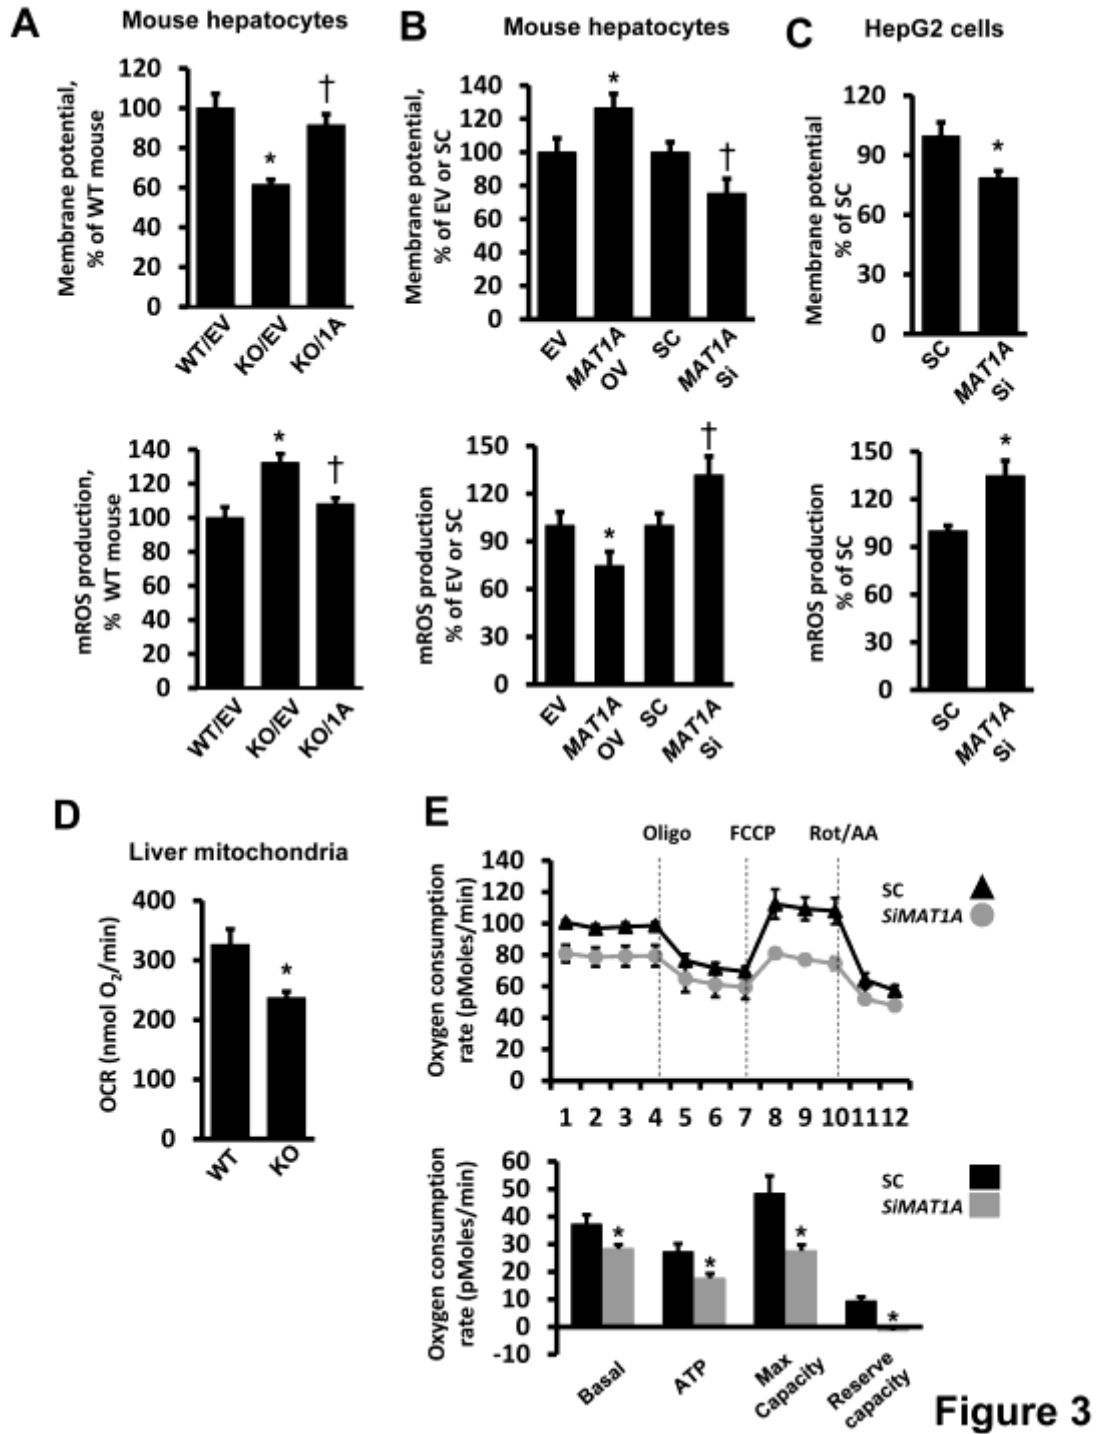 A
Mouse hepatocytes
Membrane potential,
% of WT mouse
120
100
80
60
40
20
0
*
†
WT/EV
KO/EV
KO/1A
mROS production,
% WT mouse
140
120
100
80
60
40
20
0
*
†
WT/EV
KO/EV
KO/1A
B
Mouse hepatocytes
Membrane potential,
% of EV or SC
140
120
100
80
60
40
20
0
*
†
EV
MAT1A
OV
SC
MAT1A
Si
mROS production
% of EV or SC
150
120
90
60
30
0
*
†
EV
MAT1A
OV
SC
MAT1A
Si
C
HepG2 cells
Membrane potential
% of SC
120
90
60
30
0
*
SC
MAT1A
Si
mROS production
% of SC
150
120
90
60
30
0
*
SC
MAT1A
Si
D
Liver mitochondria
OCR (nmol O₂/min)
400
300
200
100
0
*
WT
KO
E
Oligo FCCP Rot/AA
Oxygen consumption
rate (pMoles/min)
140
120
100
80
60
40
20
0
SC
SiMAT1A
1 2 3 4 5 6 7 8 9 10 11 12
Oxygen consumption
rate (pMoles/min)
60
50
40
30
20
10
0
-10
SC
SiMAT1A
*
*
*
*
Basal
ATP
Max
Capacity
Reserve
capacity
Figure 3